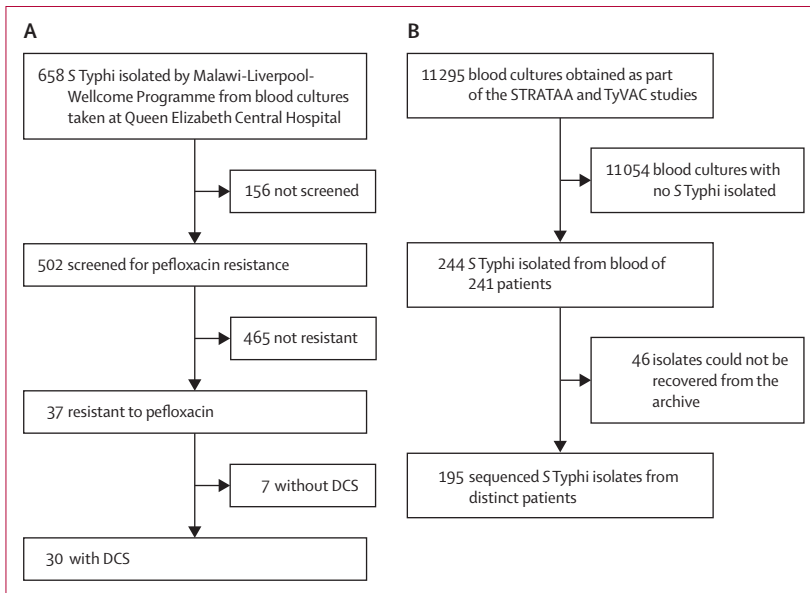 A
658 S Typhi isolated by Malawi-Liverpool-
Wellcome Programme from blood cultures
taken at Queen Elizabeth Central Hospital
156 not screened
502 screened for pefloxacin resistance
465 not resistant
37 resistant to pefloxacin
7 without DCS
30 with DCS
B
11295 blood cultures obtained as part
of the STRATAA and TyVAC studies
11054 blood cultures with
no S Typhi isolated
244 S Typhi isolated from blood of
241 patients
46 isolates could not be
recovered from the
archive
195 sequenced S Typhi isolates from
distinct patients